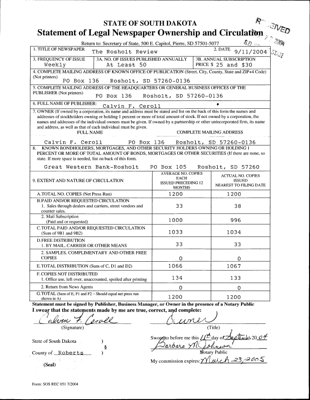 RECEIVED
STATE OF SOUTH DAKOTA
Statement of Legal Newspaper Ownership and Circulation
Return to: Secretary of State, 500 E. Capitol, Pierre, SD 57501-5077
1. TITLE OF NEWSPAPER The Rosholt Review
2. DATE 9/11/2004
3. FREQUENCY OF ISSUE Weekly
3A. NO. OF ISSUES PUBLISHED ANNUALLY At Least 50
3B. ANNUAL SUBSCRIPTION PRICE $ 25 and $30
4. COMPLETE MAILING ADDRESS OF KNOWN OFFICE OF PUBLICATION (Street, City, County, State and ZIP+4 Code)
(Not printers) PO Box 136 Rosholt, SD 57260-0136
5. COMPLETE MAILING ADDRESS OF THE HEADQUARTERS OR GENERAL BUSINESS OFFICES OF THE
PUBLISHER (Not printers) PO Box 136 Rosholt, SD 57260-0136
6. FULL NAME OF PUBLISHER: Calvin F. Ceroll
7. OWNER (If owned by a corporation, its name and address must be stated and also on the back of this form the names and
addresses of stockholders owning or holding 1 percent or more of total amount of stock. If not owned by a corporation, the
names and addresses of the individual owners must be given. If owned by a partnership or other unincorporated firm, its name
and address, as well as that of each individual must be given.
FULL NAME COMPLETE MAILING ADDRESS
Calvin F. Ceroll PO Box 136 Rosholt, SD 57260-0136
8. KNOWN BONDHOLDERS, MORTGAGES, AND OTHER SECURITY HOLDERS OWNING OR HOLDING 1
PERCENT OR MORE OF TOTAL AMOUNT OF BONDS, MORTGAGES OR OTHER SECURITIES (If there are none, so
state. If more space is needed, list on back of this form.
Great Western Bank-Rosholt PO Box 105 Rosholt, SD 57260
9. EXTENT AND NATURE OF CIRCULATION
AVERAGE NO. COPIES EACH ISSUED PRECEDING 12 MONTHS
ACTUAL NO. COPIES ISSUED NEAREST TO FILING DATE
A. TOTAL NO. COPIES (Net Press Run) 1200 1200
B. PAID AND/OR REQUESTED CIRCULATION
1. Sales through dealers and carriers, street vendors and
counter sales. 33 38
2. Mail Subscription
(Paid and or requested) 1000 996
C. TOTAL PAID AND/OR REQUESTED CIRCULATION
(Sum of 9B1 and 9B2) 1033 1034
D. FREE DISTRIBUTION
1. BY MAIL, CARRIER OR OTHER MEANS 33 33
2. SAMPLES, COMPLIMENTARY AND OTHER FREE
COPIES 0 0
E. TOTAL DISTRIBUTION (Sum of C, D1 and D2) 1066 1067
F. COPIES NOT DISTRIBUTED
1. Office use, left over, unaccounted, spoiled after printing 134 133
2. Return from News Agents 0 0
G. TOTAL (Sum of E, F1 and F2 - Should equal net press run
shown in A) 1200 1200
Statement must be signed by Publisher, Business Manager, or Owner in the presence of a Notary Public
I swear that the statements made by me are true, correct, and complete:
Calvin F. Ceroll Owner
(Signature) (Title)
State of South Dakota )
§
County of Roberts )
(Seal)
Sworn to before me this 11th day of September 2004
Barbara M Johnson
Notary Public
My commission expires: March 23, 2005
Form: SOS REC 051 7/2004